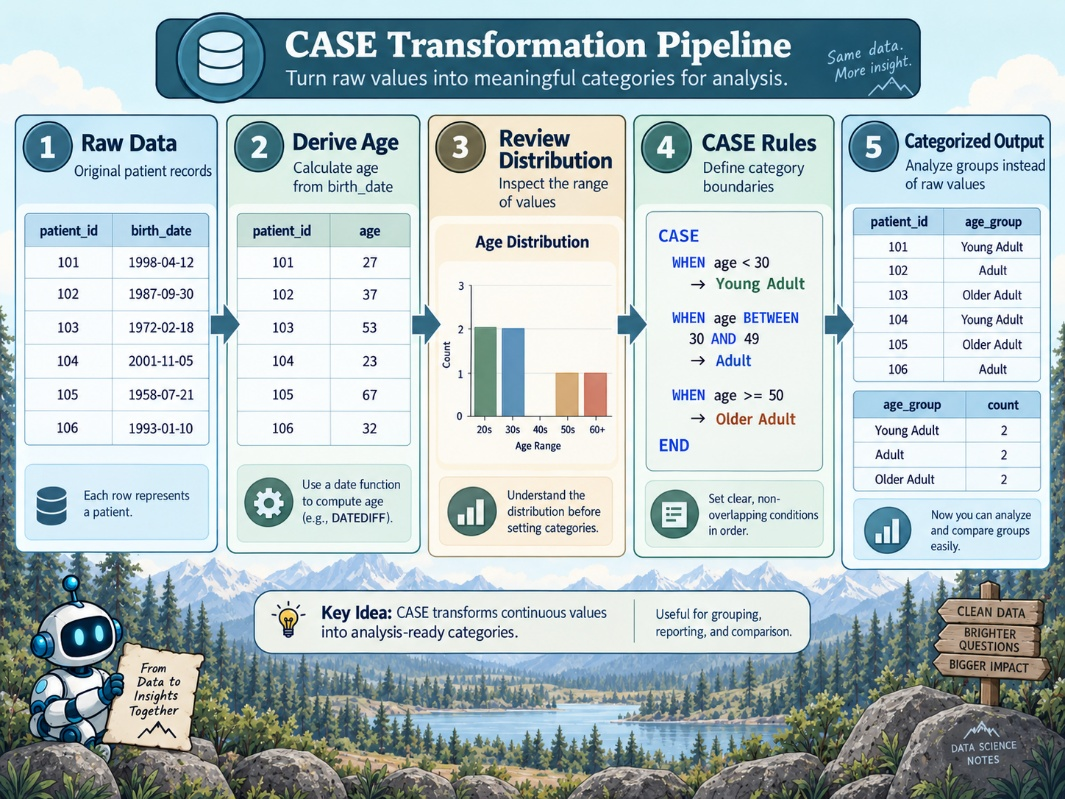 CASE Transformation Pipeline
Turn raw values into meaningful categories for analysis.
Same data.
More insight.
1 Raw Data
Original patient records
patient_id birth_date
101 1998-04-12
102 1987-09-30
103 1972-02-18
104 2001-11-05
105 1958-07-21
106 1993-01-10
Each row represents
a patient.
2 Derive Age
Calculate age
from birth_date
patient_id age
101 27
102 37
103 53
104 23
105 67
106 32
Use a date function
to compute age
(e.g., DATEDIFF).
3 Review
Distribution
Inspect the range
of values
Age Distribution
Count
3
2
1
0
20s 30s 40s 50s 60+
Age Range
Understand the
distribution before
setting categories.
4 CASE Rules
Define category
boundaries
CASE
WHEN age < 30
→ Young Adult
WHEN age BETWEEN
30 AND 49
→ Adult
WHEN age >= 50
→ Older Adult
END
Set clear, non-
overlapping conditions
in order.
5 Categorized Output
Analyze groups instead
of raw values
patient_id age_group
101 Young Adult
102 Adult
103 Older Adult
104 Young Adult
105 Older Adult
106 Adult
age_group count
Young Adult 2
Adult 2
Older Adult 2
Now you can analyze
and compare groups
easily.
Key Idea: CASE transforms continuous values
into analysis-ready categories.
Useful for grouping,
reporting, and comparison.
From
Data to
Insights
Together
CLEAN DATA
BRIGHTER
QUESTIONS
BIGGER IMPACT
DATA SCIENCE
NOTES